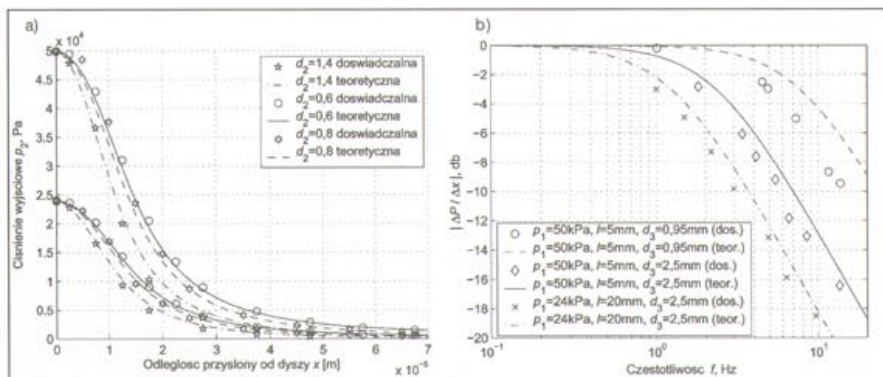 a)
x 10⁴
5
4.5
4
3.5
3
2.5
2
1.5
1
0.5
0
Cisnienie wyjsciowe p₂, Pa
d₂=1,4 doswiadczalna
d₂=1,4 teoretyczna
d₂=0,6 doswiadczalna
d₂=0,6 teoretyczna
d₂=0,8 doswiadczalna
d₂=0,8 teoretyczna
0 1 2 3 4 5 6 7
Odleglosc przyslony od dyszy x [m]
x 10⁻⁵
b)
0
−2
−4
−6
−8
−10
−12
−14
−16
−18
−20
| ΔP / Δx |, db
p₁=50kPa, l=5mm, d₃=0,95mm (dos.)
p₁=50kPa, l=5mm, d₃=0,95mm (teor.)
p₁=50kPa, l=5mm, d₃=2,5mm (dos.)
p₁=50kPa, l=5mm, d₃=2,5mm (teor.)
p₁=24kPa, l=20mm, d₃=2,5mm (dos.)
p₁=24kPa, l=20mm, d₃=2,5mm (teor.)
10⁻¹ 10⁰ 10¹
Czestotliwosc f, Hz